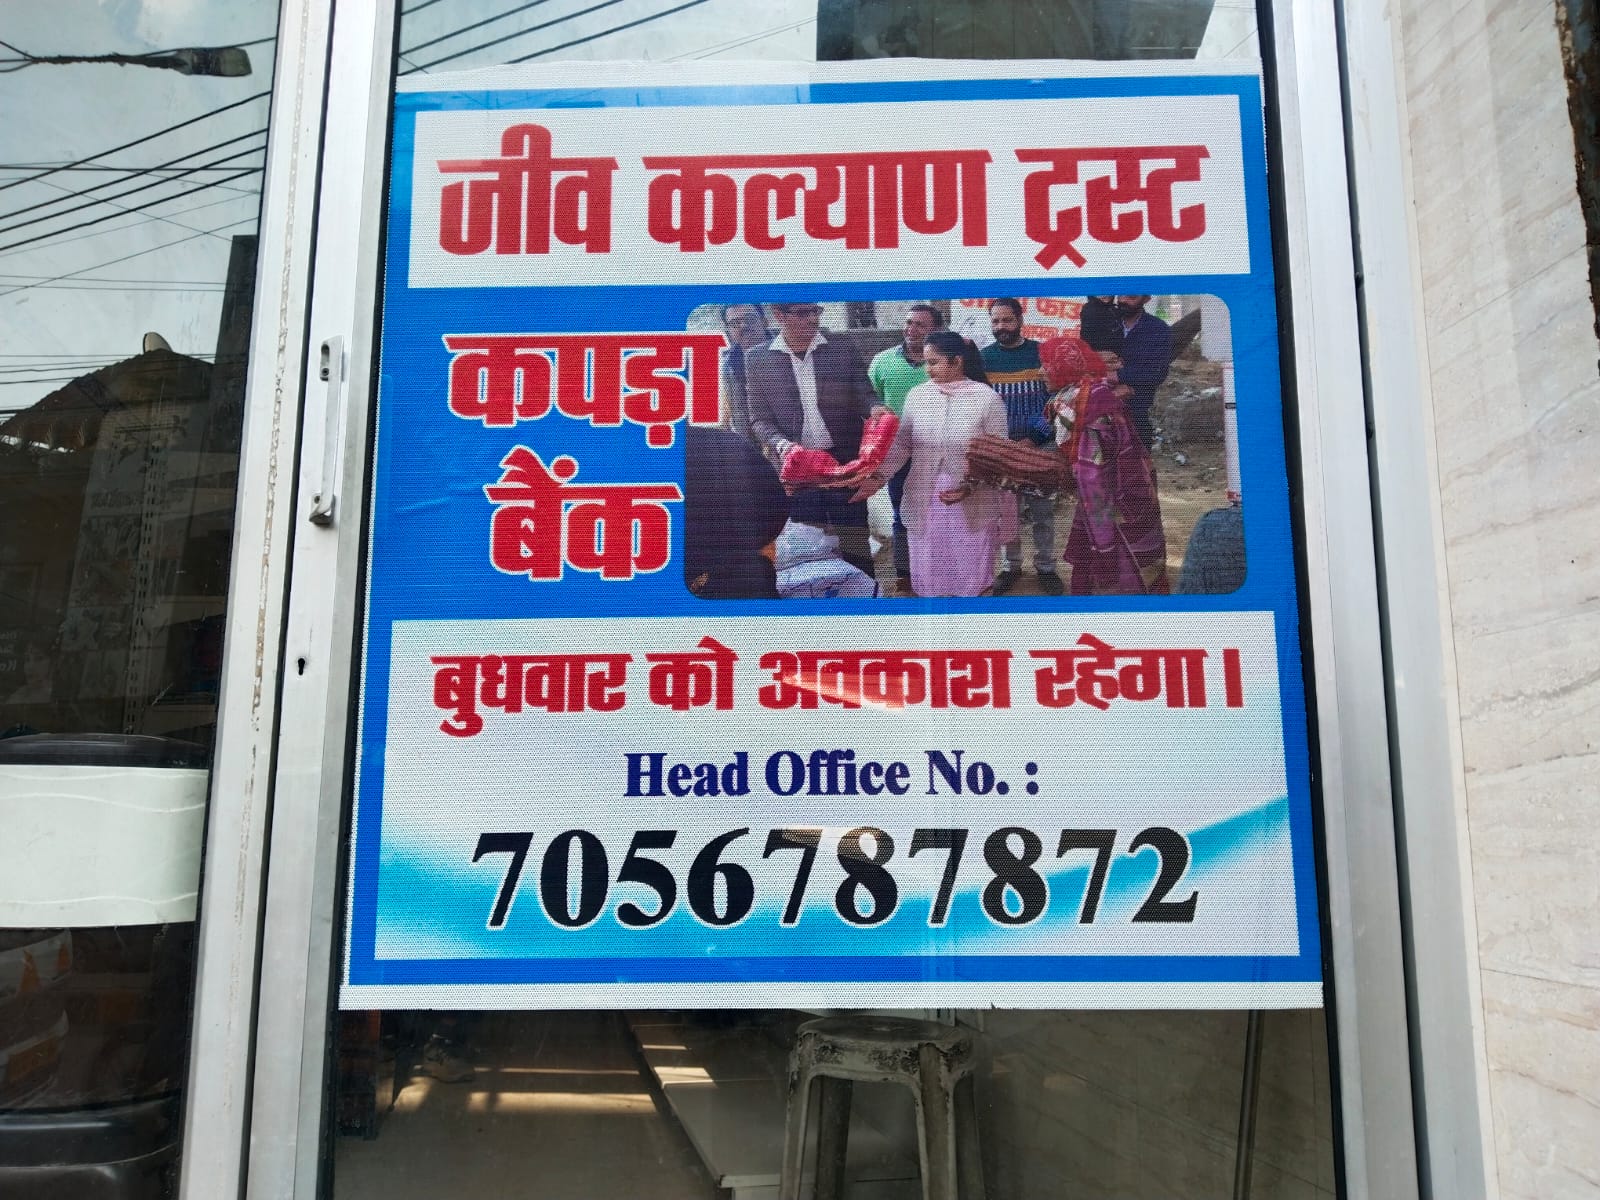 जीव कल्याण ट्रस्ट
कपड़ा
बैंक
बुधवार को अवकाश रहेगा।
Head Office No. :
7056787872